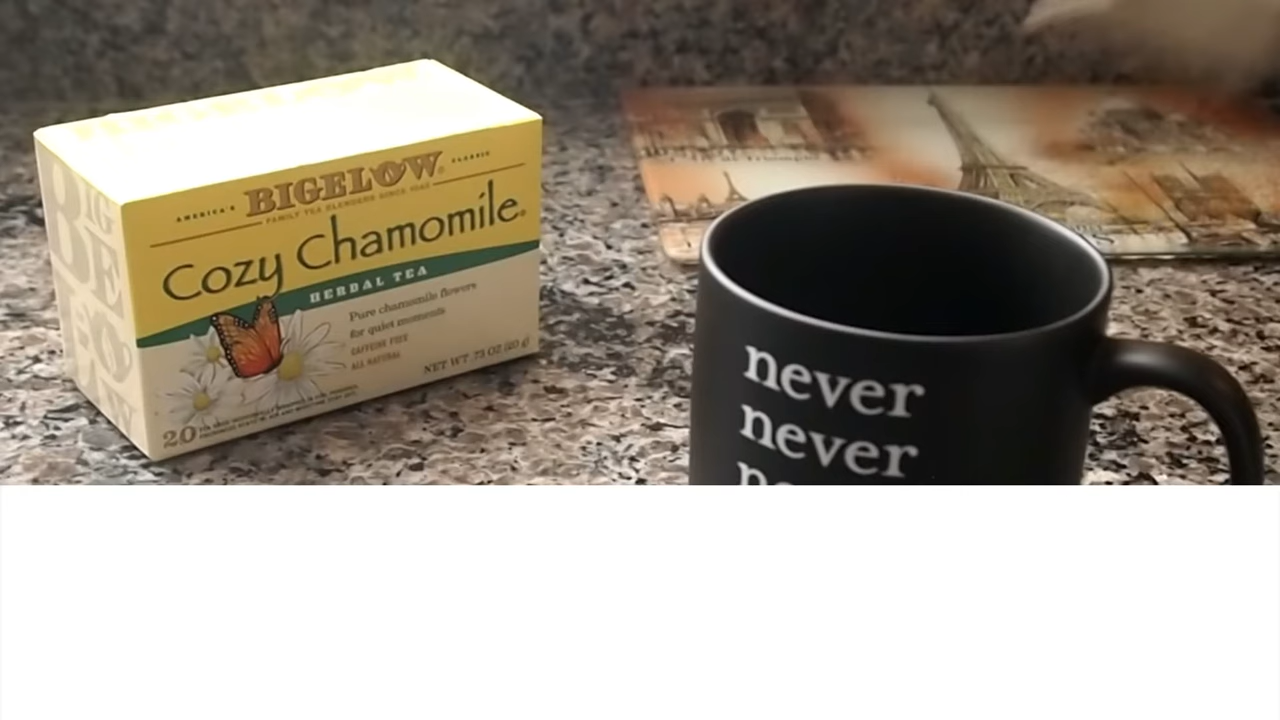 AMERICA'S BIGELOW CLASSIC
FAMILY TEA BLENDERS SINCE 1945
Cozy Chamomile
HERBAL TEA
Pure chamomile flowers
for quiet moments
CAFFEINE FREE
ALL NATURAL
NET WT .73 OZ (20 g)
20
BIG
never
never